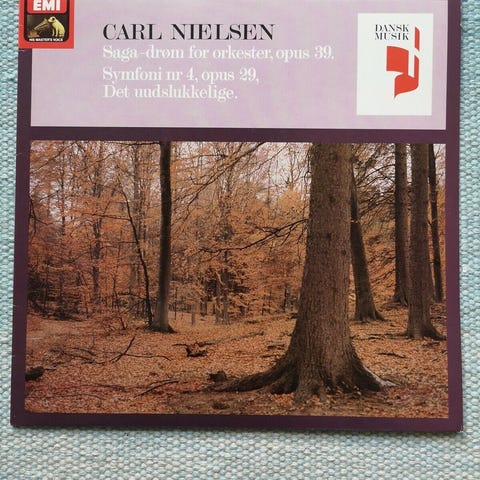 EMI
HIS MASTER'S VOICE
CARL NIELSEN
Saga-drøm for orkester, opus 39.
Symfoni nr 4, opus 29,
Det uudslukkelige.
DANSK
MUSIK